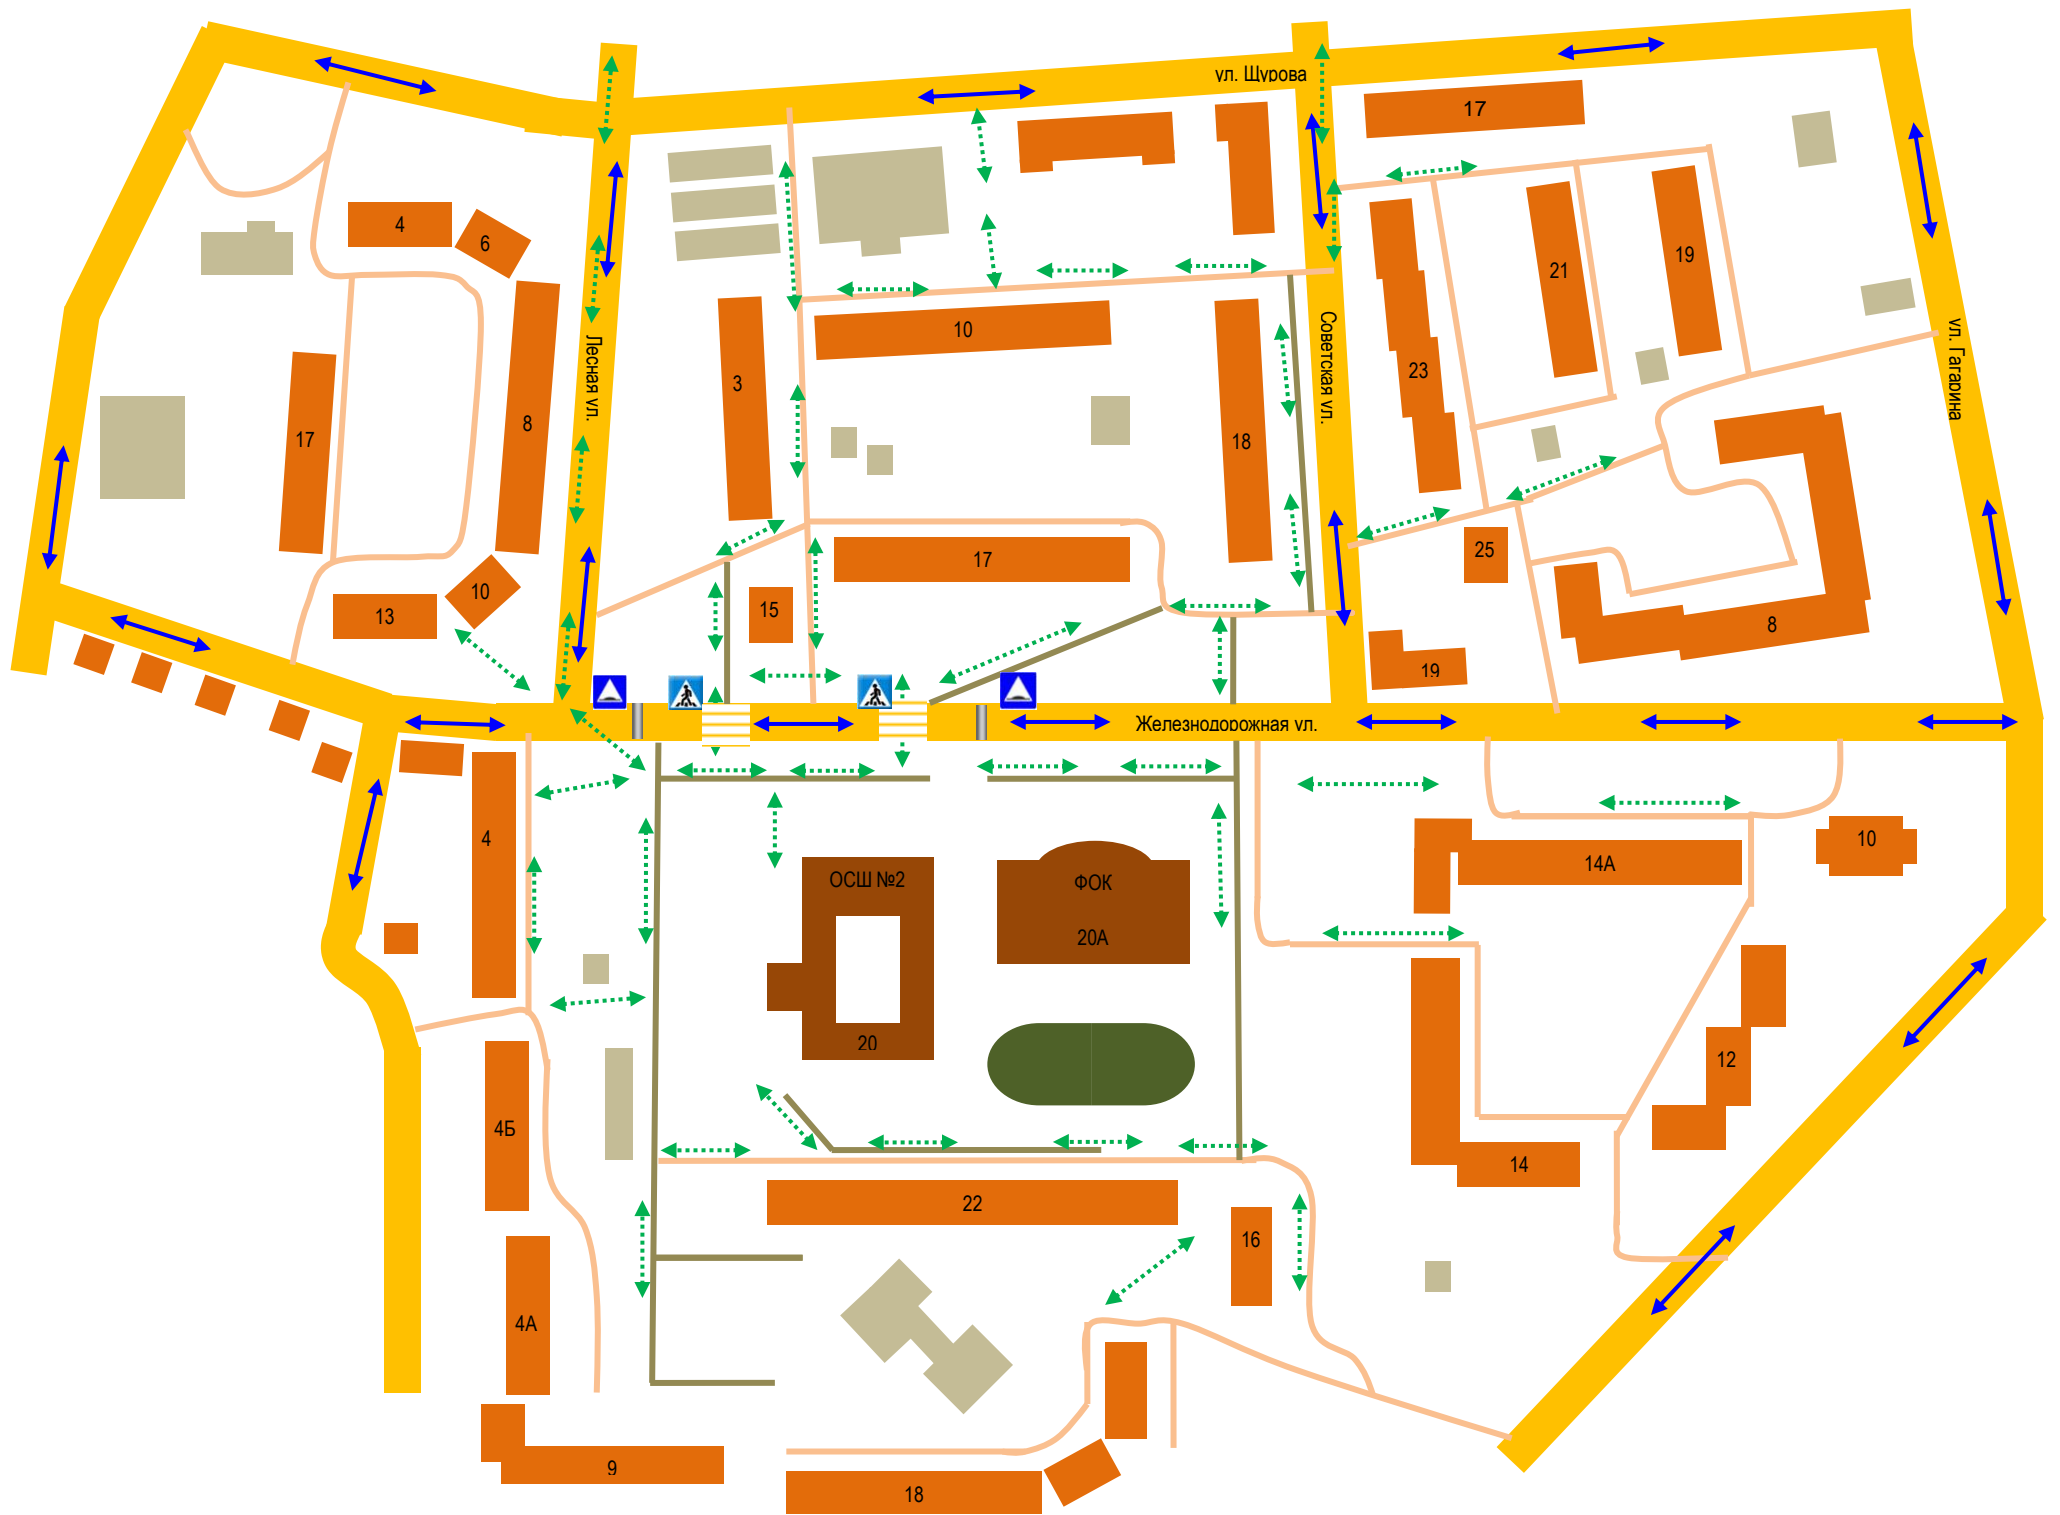 ул. Щурова
17
4
6
21
19
10
Советская ул.
ул. Гагарина
Лесная ул.
23
3
8
17
18
17
25
10
15
13
8
19
Железнодорожная ул.
4
ОСШ №2
ФОК
14А
10
20А
20
12
4Б
14
22
16
4А
9
18